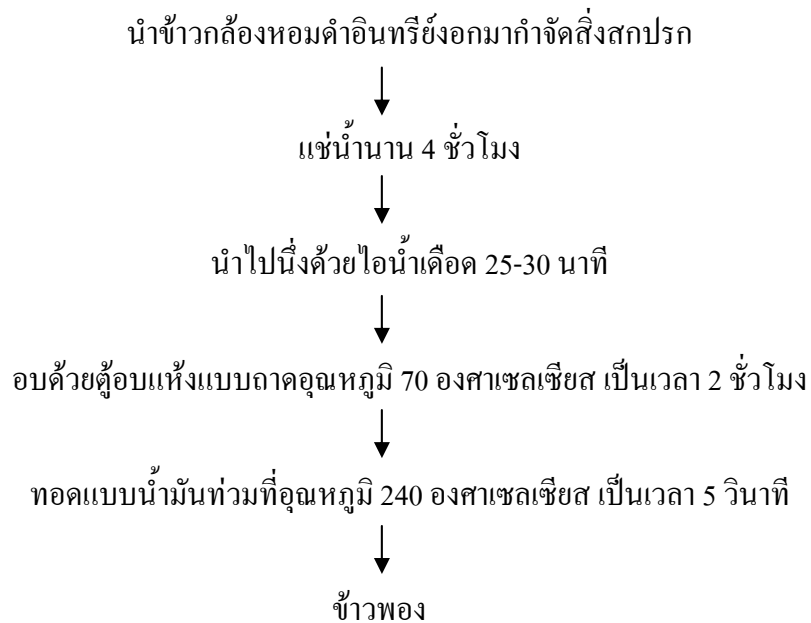 นำข้าวกล้องหอมดำอินทรีย์งอกมากำจัดสิ่งสกปรก
แช่น้ำนาน 4 ชั่วโมง
นำไปนึ่งด้วยไอน้ำเดือด 25-30 นาที
อบด้วยตู้อบแห้งแบบถาดอุณหภูมิ 70 องศาเซลเซียส เป็นเวลา 2 ชั่วโมง
ทอดแบบน้ำมันท่วมที่อุณหภูมิ 240 องศาเซลเซียส เป็นเวลา 5 วินาที
ข้าวพอง